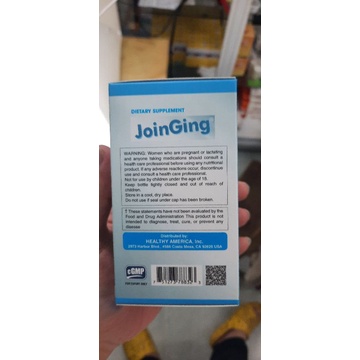 DIETARY SUPPLEMENT
JoinGing
WARNING: Women who are pregnant or lactating
and anyone taking medications should consult a
health care professional before using any nutritional
product. If any adverse reactions occur, discontinue
use and consult a health care professional.
Not for use by children under the age of 18.
Keep bottle tightly closed and out of reach of
children.
Store in a cool, dry place.
Do not use if seal under cap has been broken.
† These statements have not been evaluated by the
Food and Drug Administration This product is not
intended to diagnose, treat, cure, or prevent any
disease
Distributed by
HEALTHY AMERICA, Inc.
Costa Mesa, CA USA
cGMP